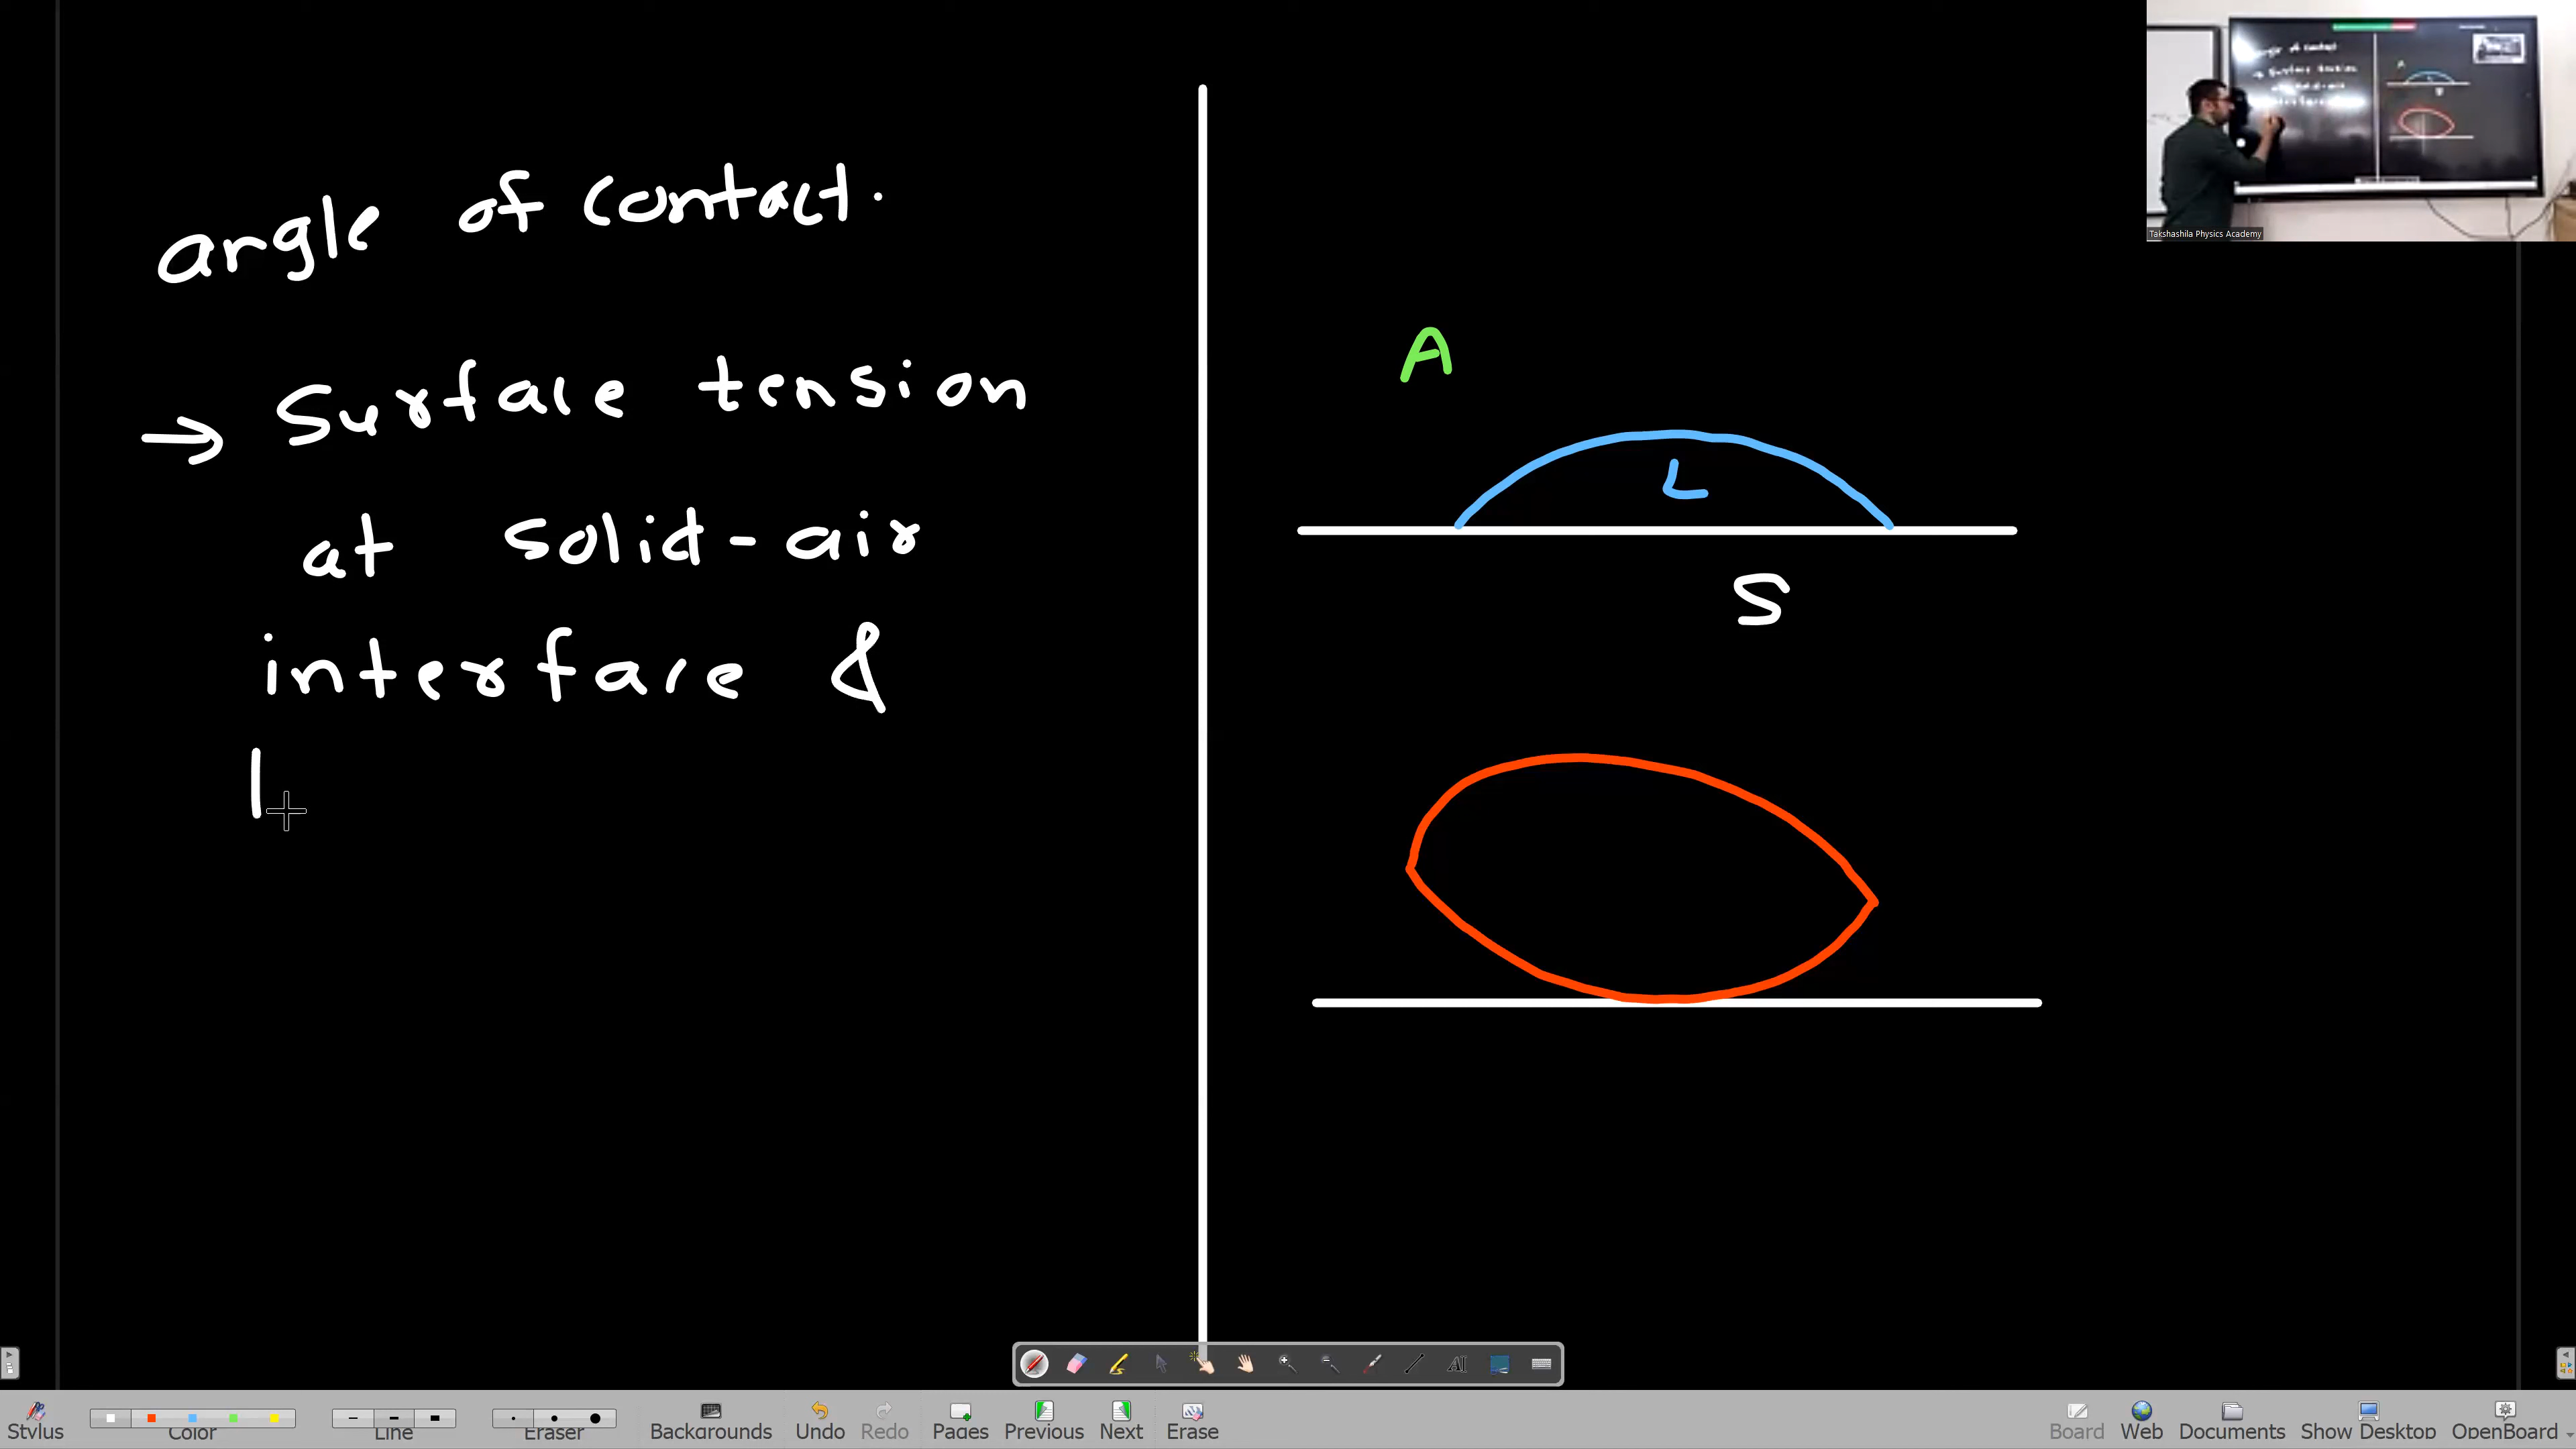 angle of contact.
→ Surface tension
at solid-air
interface &
A
L
S
Takshashila Physics Academy
Stylus
Color
Line
Eraser
Backgrounds
Undo
Redo
Pages
Previous
Next
Erase
Board
Web
Documents
Show Desktop
OpenBoard